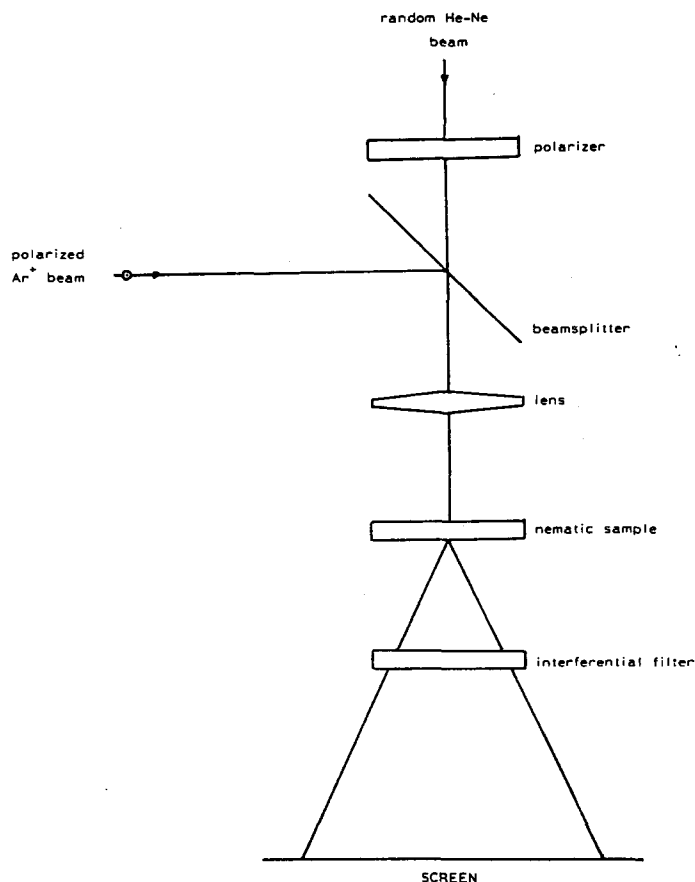 random He-Ne
beam
polarizer
polarized
Ar⁺ beam
beamsplitter
lens
nematic sample
interferential filter
SCREEN